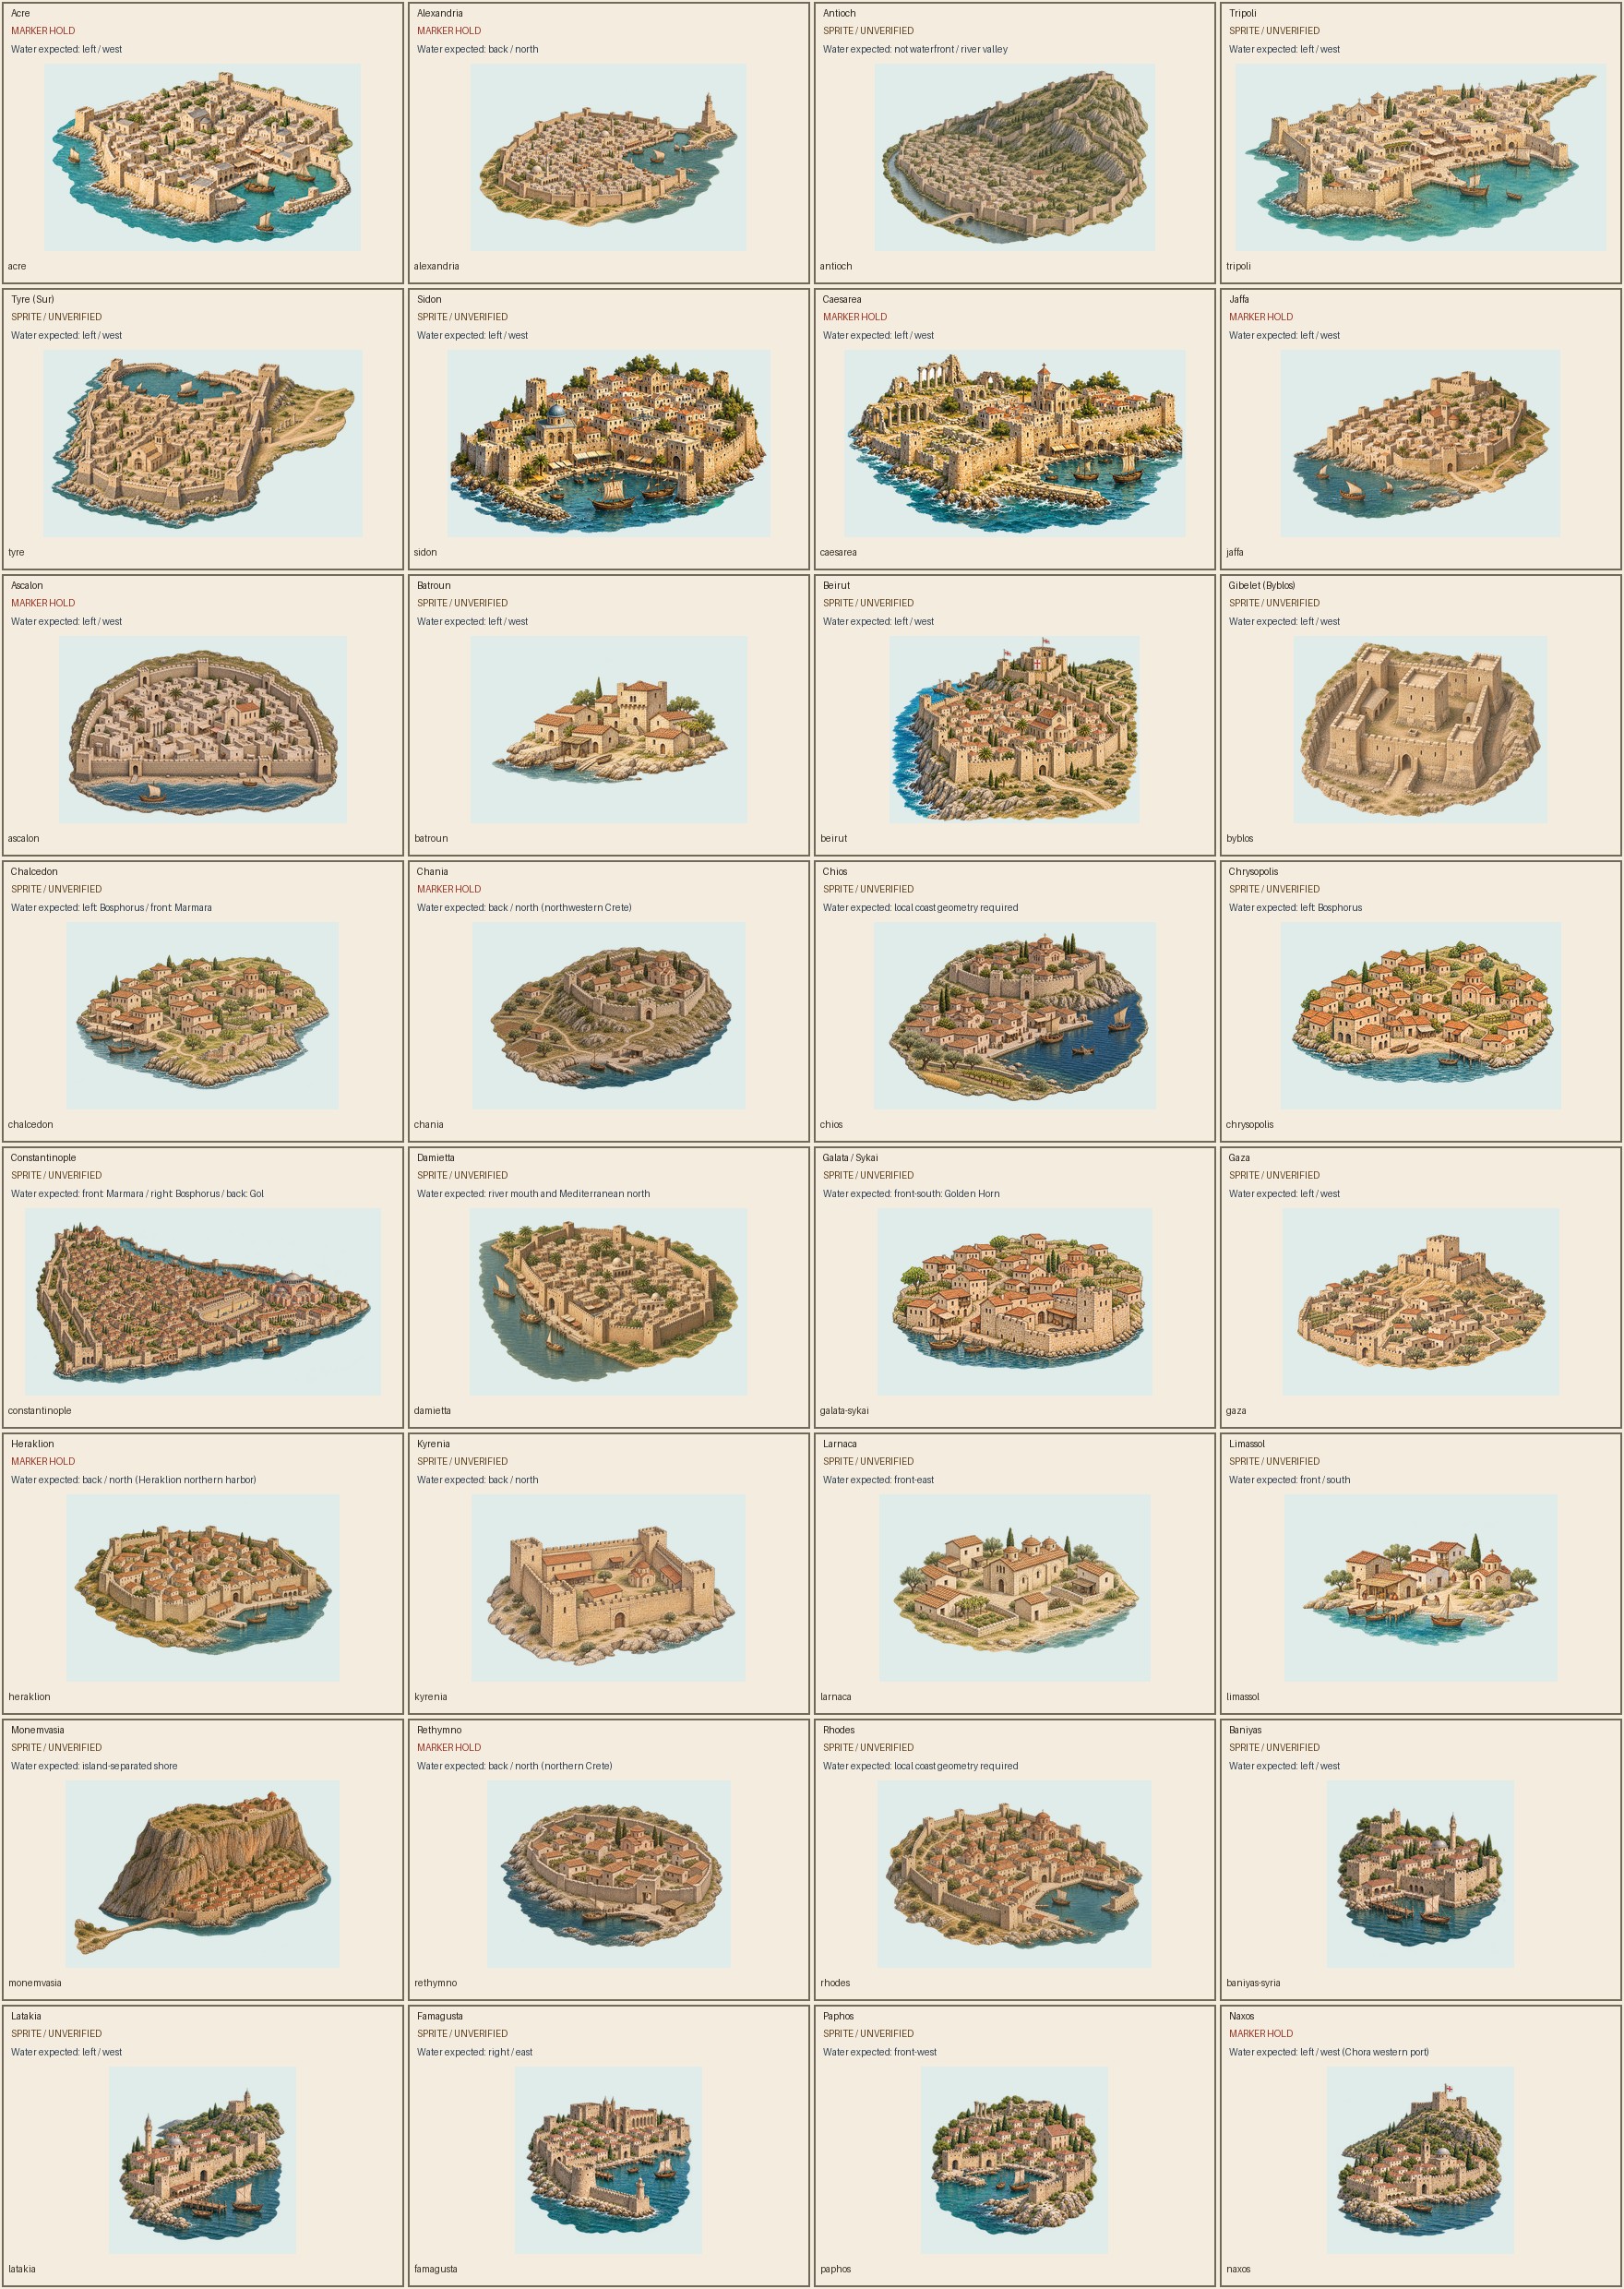 Acre
MARKER HOLD
Water expected: left / west
acre
Alexandria
MARKER HOLD
Water expected: back / north
alexandria
Antioch
SPRITE / UNVERIFIED
Water expected: not waterfront / river valley
antioch
Tripoli
SPRITE / UNVERIFIED
Water expected: left / west
tripoli
Tyre (Sur)
SPRITE / UNVERIFIED
Water expected: left / west
tyre
Sidon
SPRITE / UNVERIFIED
Water expected: left / west
sidon
Caesarea
MARKER HOLD
Water expected: left / west
caesarea
Jaffa
MARKER HOLD
Water expected: left / west
jaffa
Ascalon
MARKER HOLD
Water expected: left / west
ascalon
Batroun
SPRITE / UNVERIFIED
Water expected: left / west
batroun
Beirut
SPRITE / UNVERIFIED
Water expected: left / west
beirut
Gibelet (Byblos)
SPRITE / UNVERIFIED
Water expected: left / west
byblos
Chalcedon
SPRITE / UNVERIFIED
Water expected: left: Bosphorus / front: Marmara
chalcedon
Chania
MARKER HOLD
Water expected: back / north (northwestern Crete)
chania
Chios
SPRITE / UNVERIFIED
Water expected: local coast geometry required
chios
Chrysopolis
SPRITE / UNVERIFIED
Water expected: left: Bosphorus
chrysopolis
Constantinople
SPRITE / UNVERIFIED
Water expected: front: Marmara / right: Bosphorus / back: Gol
constantinople
Damietta
SPRITE / UNVERIFIED
Water expected: river mouth and Mediterranean north
damietta
Galata / Sykai
SPRITE / UNVERIFIED
Water expected: front-south: Golden Horn
galata-sykai
Gaza
SPRITE / UNVERIFIED
Water expected: left / west
gaza
Heraklion
MARKER HOLD
Water expected: back / north (Heraklion northern harbor)
heraklion
Kyrenia
SPRITE / UNVERIFIED
Water expected: back / north
kyrenia
Larnaca
SPRITE / UNVERIFIED
Water expected: front-east
larnaca
Limassol
SPRITE / UNVERIFIED
Water expected: front / south
limassol
Monemvasia
SPRITE / UNVERIFIED
Water expected: island-separated shore
monemvasia
Rethymno
MARKER HOLD
Water expected: back / north (northern Crete)
rethymno
Rhodes
SPRITE / UNVERIFIED
Water expected: local coast geometry required
rhodes
Baniyas
SPRITE / UNVERIFIED
Water expected: left / west
baniyas-syria
Latakia
SPRITE / UNVERIFIED
Water expected: left / west
latakia
Famagusta
SPRITE / UNVERIFIED
Water expected: right / east
famagusta
Paphos
SPRITE / UNVERIFIED
Water expected: front-west
paphos
Naxos
MARKER HOLD
Water expected: left / west (Chora western port)
naxos